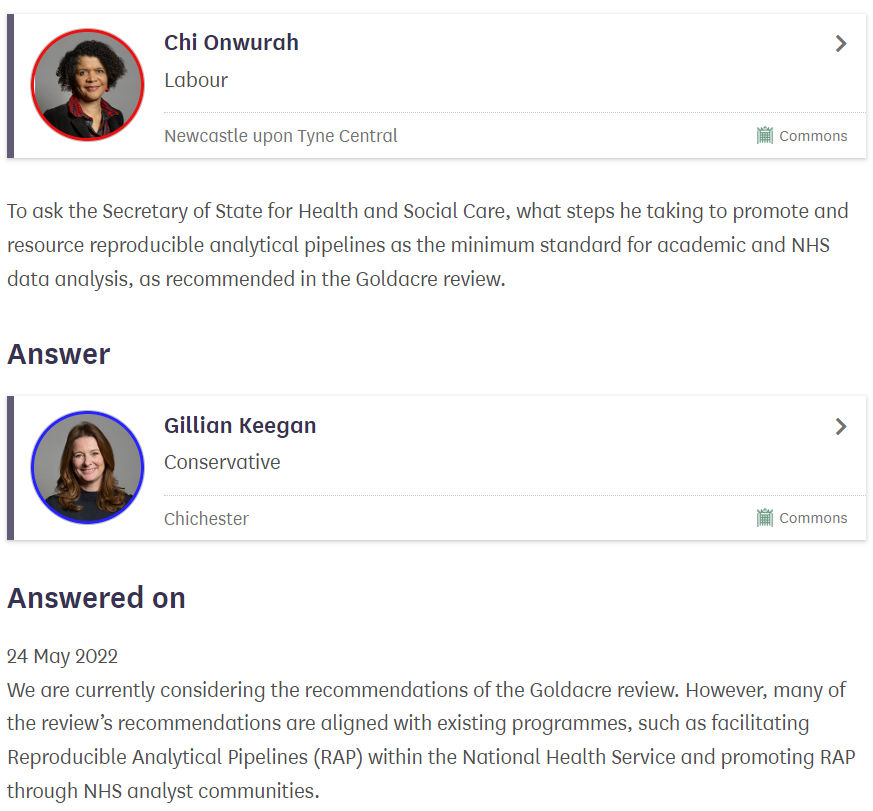 Chi Onwurah
Labour
Newcastle upon Tyne Central
Commons
To ask the Secretary of State for Health and Social Care, what steps he taking to promote and
resource reproducible analytical pipelines as the minimum standard for academic and NHS
data analysis, as recommended in the Goldacre review.
Answer
Gillian Keegan
Conservative
Chichester
Commons
Answered on
24 May 2022
We are currently considering the recommendations of the Goldacre review. However, many of
the review’s recommendations are aligned with existing programmes, such as facilitating
Reproducible Analytical Pipelines (RAP) within the National Health Service and promoting RAP
through NHS analyst communities.